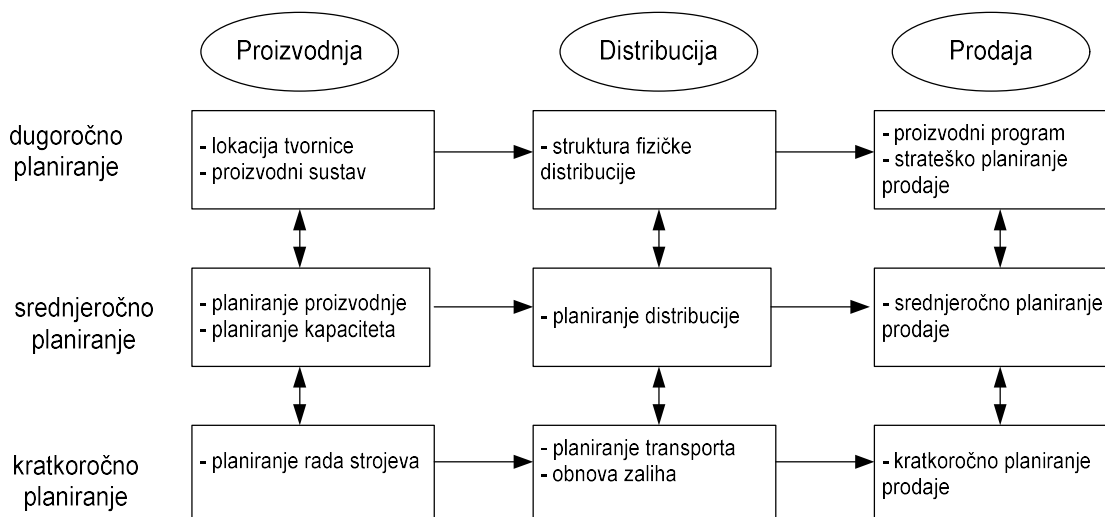 Proizvodnja
Distribucija
Prodaja
dugoročno
planiranje
- lokacija tvornice
- proizvodni sustav
- struktura fizičke
distribucije
- proizvodni program
- strateško planiranje
prodaje
srednjeročno
planiranje
- planiranje proizvodnje
- planiranje kapaciteta
- planiranje distribucije
- srednjeročno planiranje
prodaje
kratkoročno
planiranje
- planiranje rada strojeva
- planiranje transporta
- obnova zaliha
- kratkoročno planiranje
prodaje